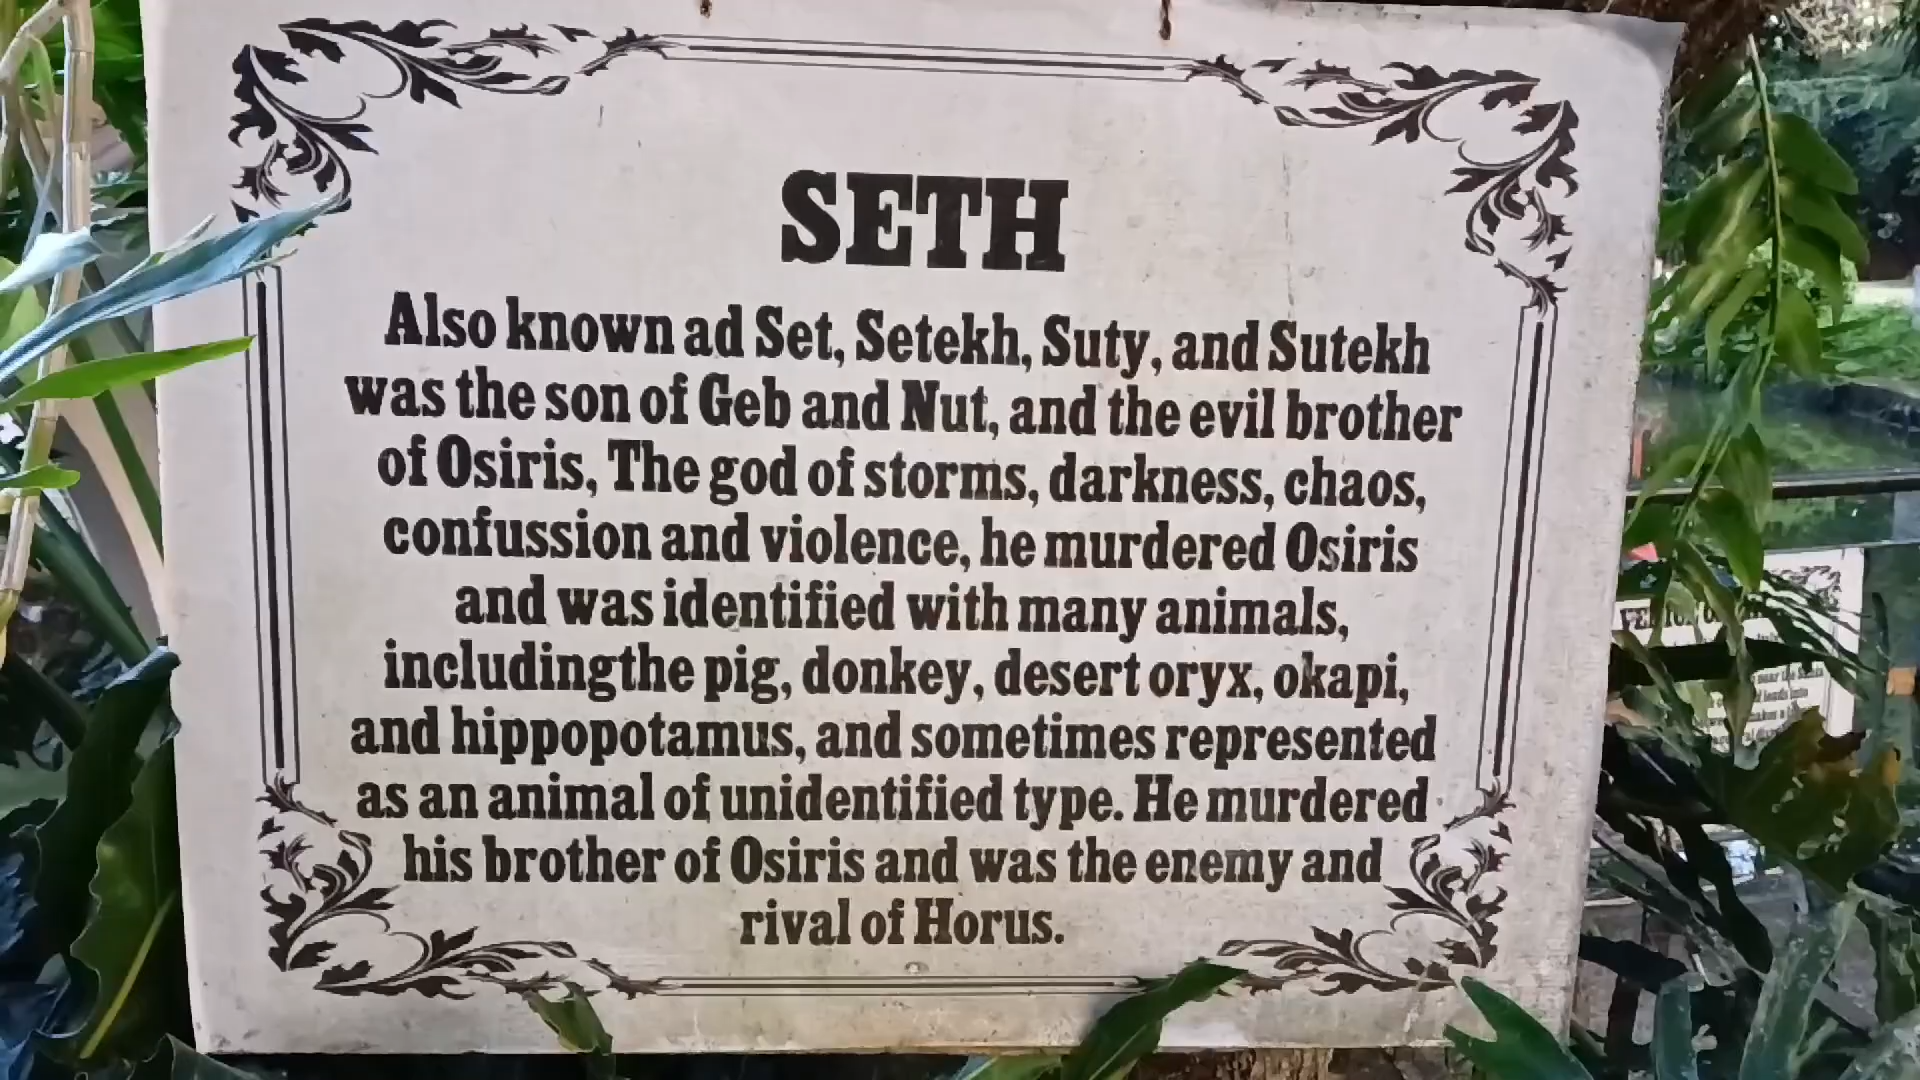 SETH
Also known ad Set, Setekh, Suty, and Sutekh
was the son of Geb and Nut, and the evil brother
of Osiris, The god of storms, darkness, chaos,
confussion and violence, he murdered Osiris
and was identified with many animals,
includingthe pig, donkey, desert oryx, okapi,
and hippopotamus, and sometimes represented
as an animal of unidentified type. He murdered
his brother of Osiris and was the enemy and
rival of Horus.